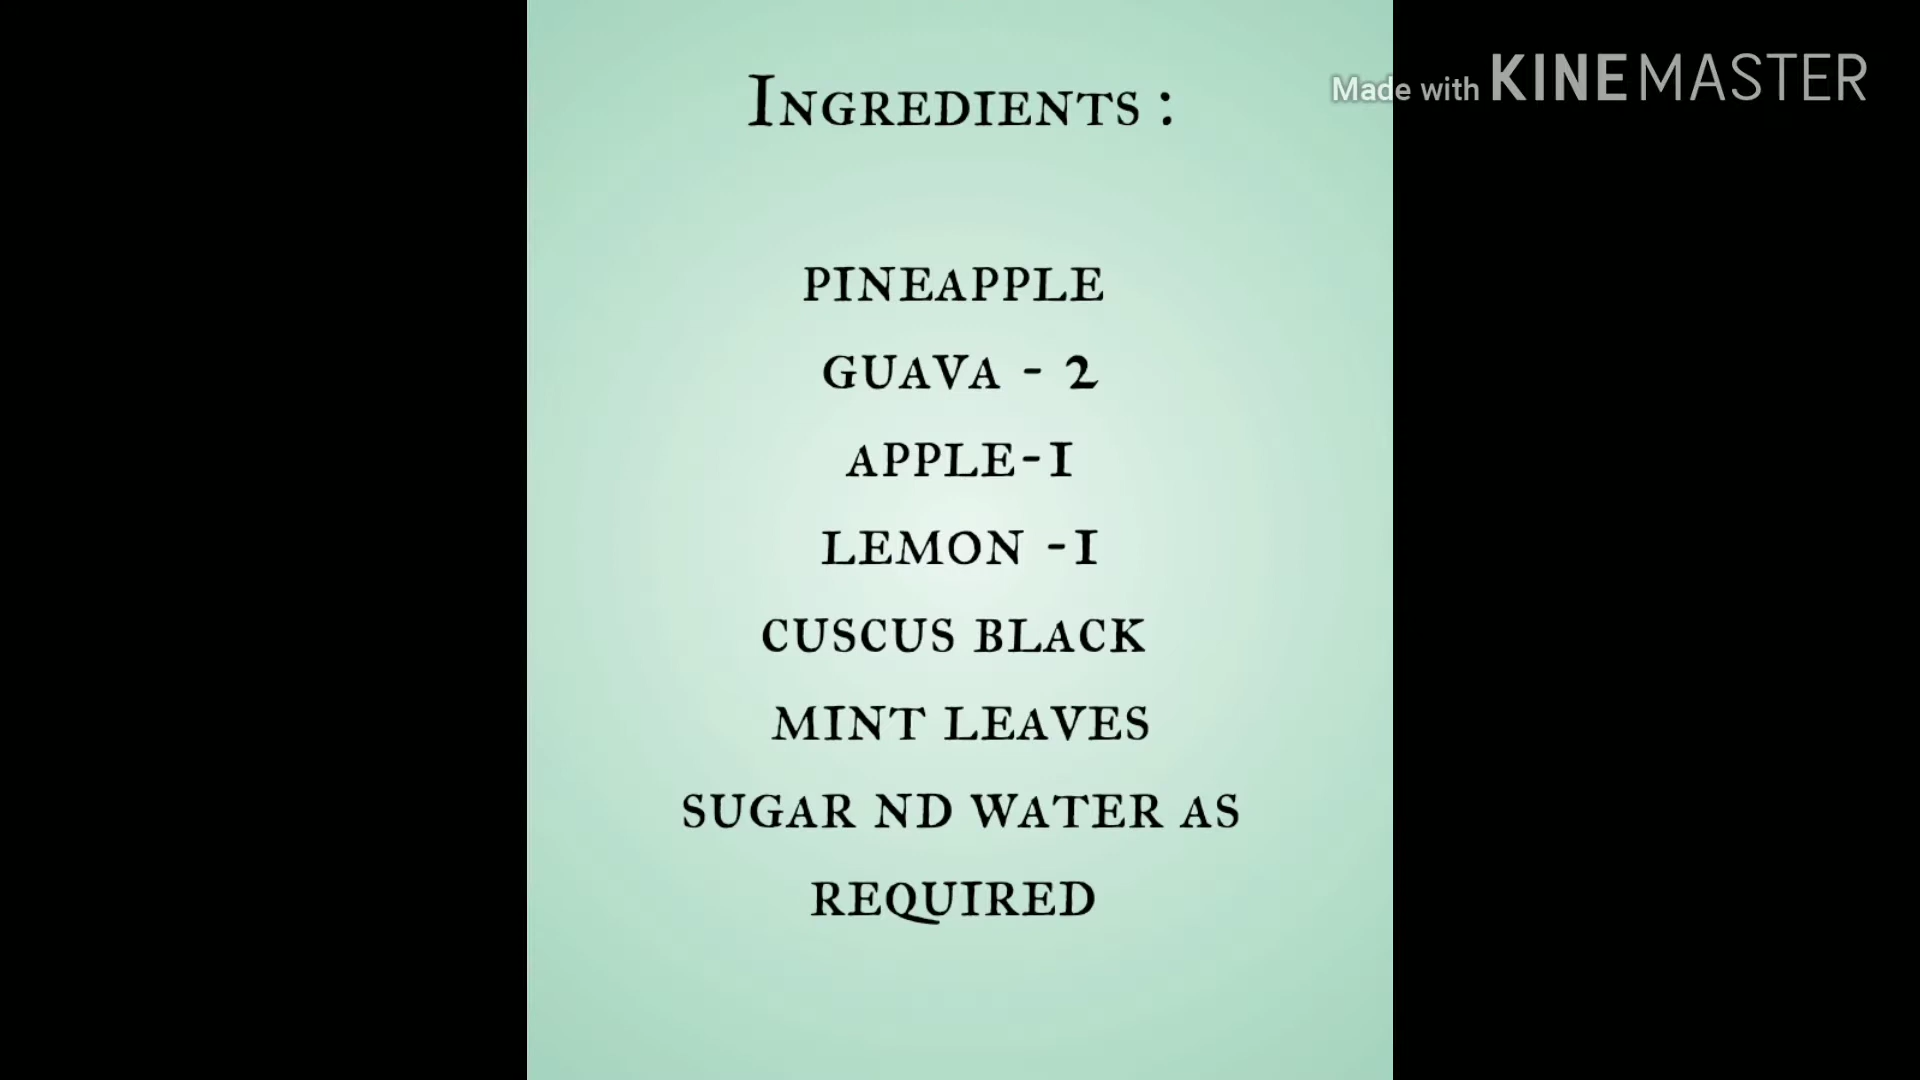 Ingredients :
Made with KINEMASTER
PINEAPPLE
GUAVA - 2
APPLE-1
LEMON -1
CUSCUS BLACK
MINT LEAVES
SUGAR ND WATER AS
REQUIRED